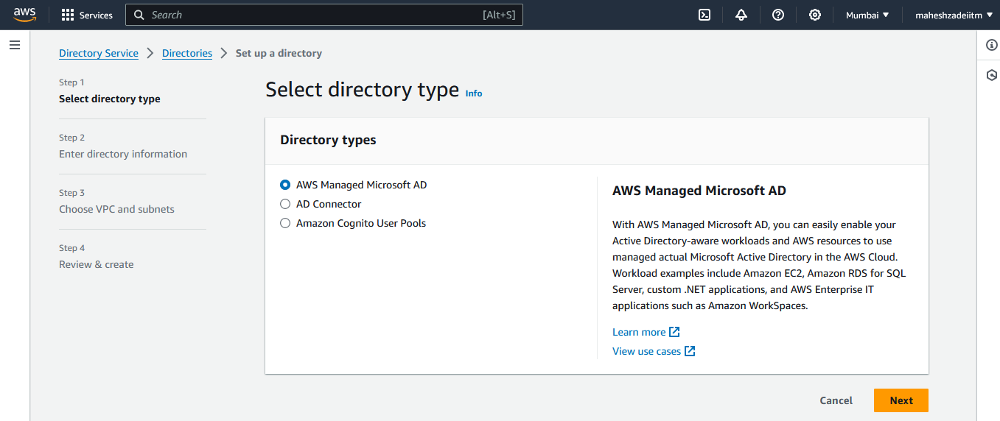 aws
Services
Search
[Alt+S]
Mumbai
maheshzadeiitm
Directory Service
Directories
Set up a directory
Step 1
Select directory type
Step 2
Enter directory information
Step 3
Choose VPC and subnets
Step 4
Review & create
Select directory type Info
Directory types
AWS Managed Microsoft AD
AD Connector
Amazon Cognito User Pools
AWS Managed Microsoft AD
With AWS Managed Microsoft AD, you can easily enable your
Active Directory-aware workloads and AWS resources to use
managed actual Microsoft Active Directory in the AWS Cloud.
Workload examples include Amazon EC2, Amazon RDS for SQL
Server, custom .NET applications, and AWS Enterprise IT
applications such as Amazon WorkSpaces.
Learn more
View use cases
Cancel
Next